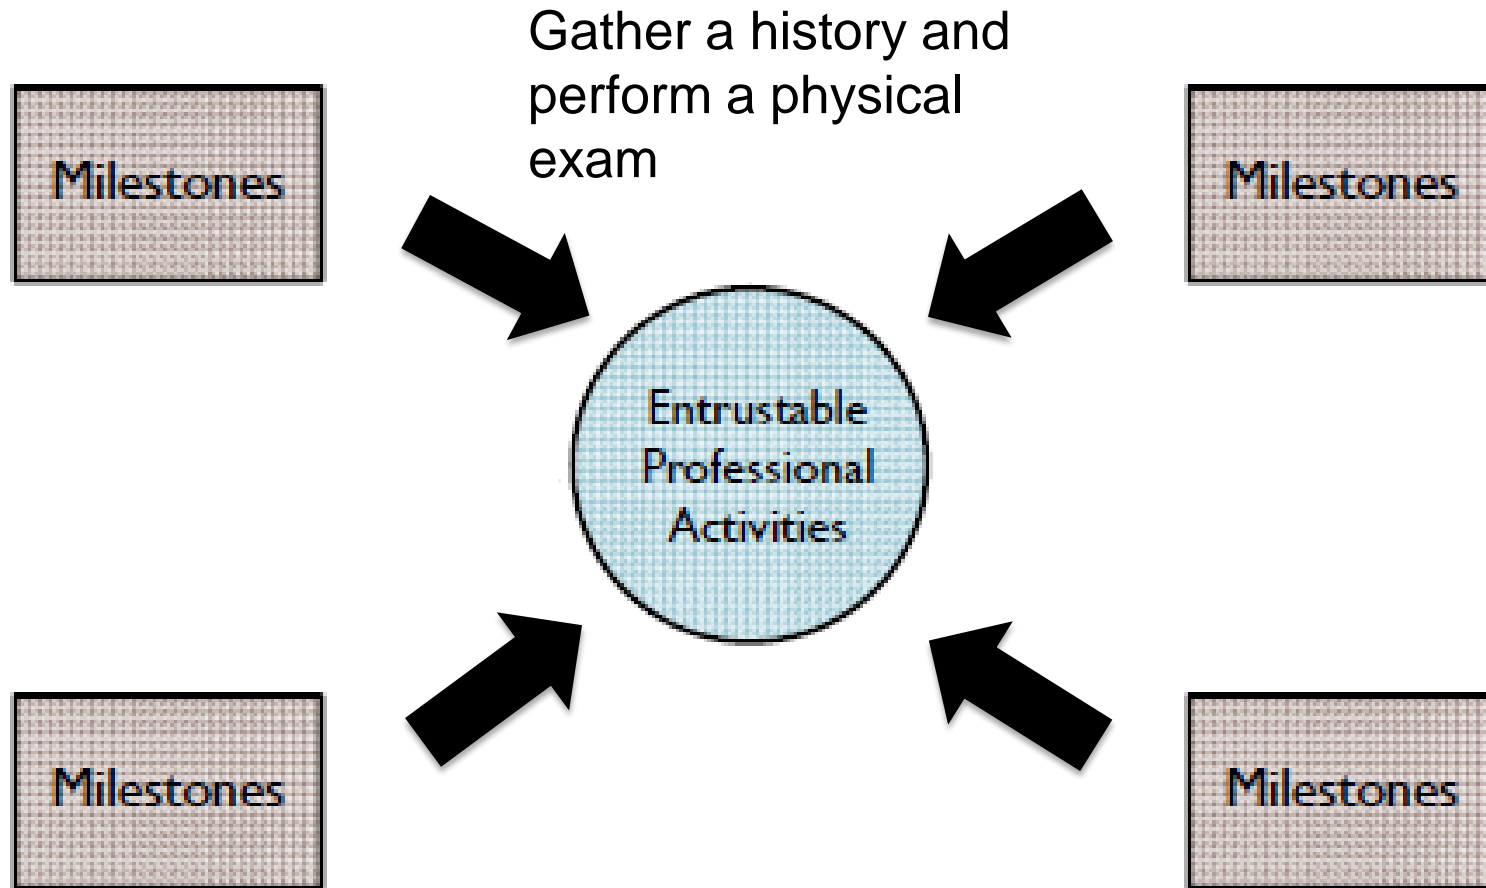 Gather a history and
perform a physical
exam
Milestones
Milestones
Entrustable
Professional
Activities
Milestones
Milestones